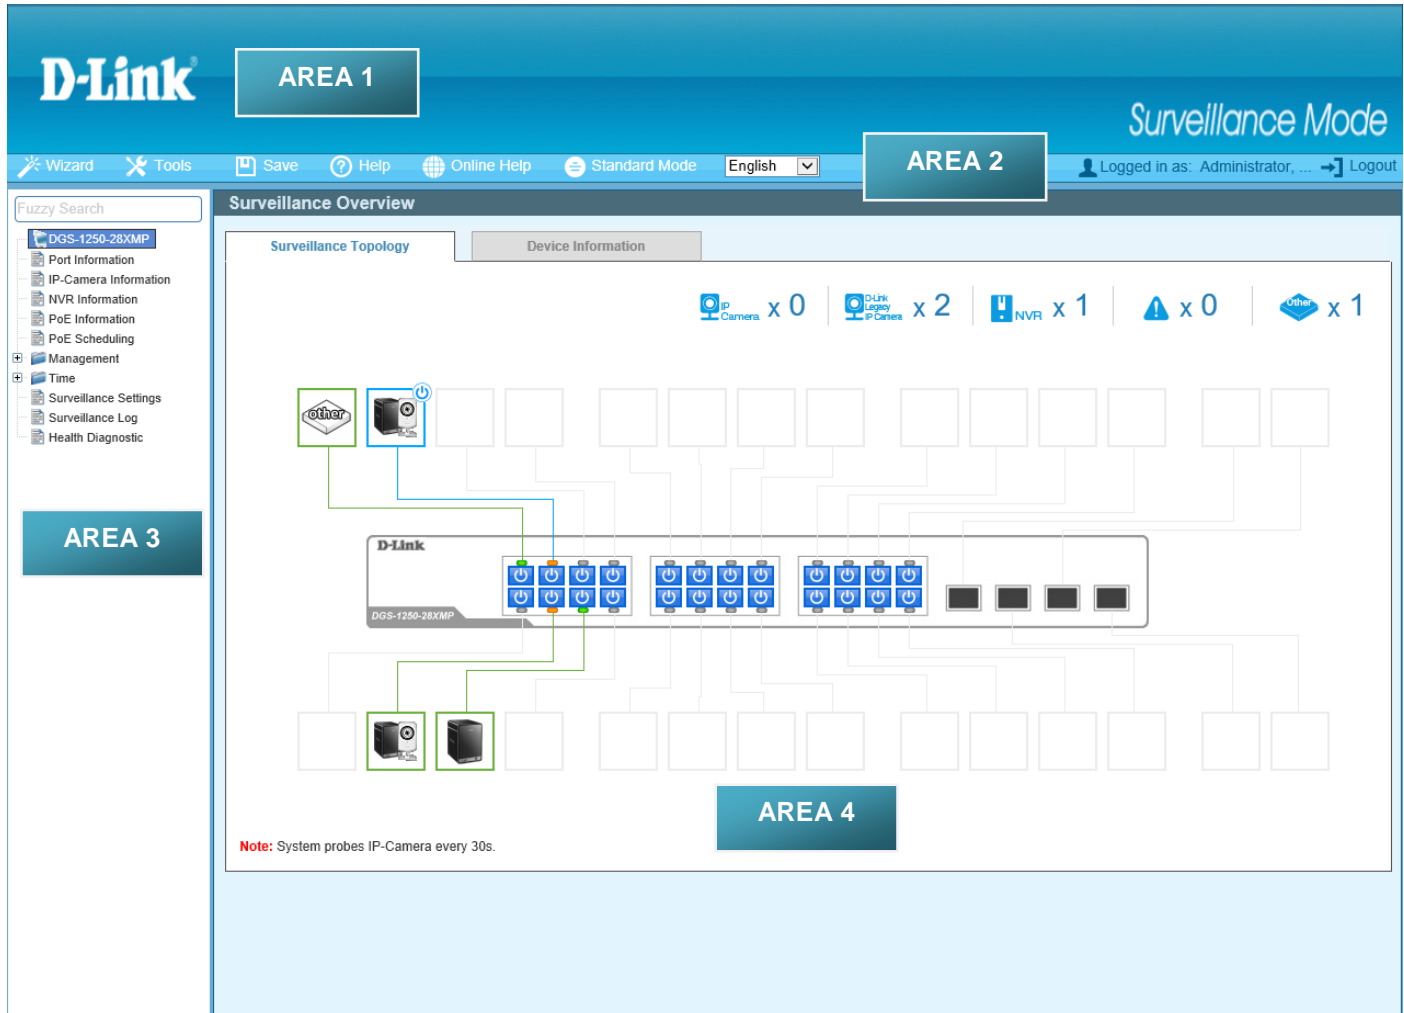 D-Link
AREA 1
Surveillance Mode
Wizard Tools Save Help Online Help Standard Mode English AREA 2 Logged in as: Administrator, ... Logout
Fuzzy Search
DGS-1250-28XMP
Port Information
IP-Camera Information
NVR Information
PoE Information
PoE Scheduling
Management
Time
Surveillance Settings
Surveillance Log
Health Diagnostic
AREA 3
Surveillance Overview
Surveillance Topology Device Information
IP Camera x 0 D-Link Legacy IP Camera x 2 NVR x 1 x 0 Other x 1
other
D-Link
DGS-1250-28XMP
AREA 4
Note: System probes IP-Camera every 30s.